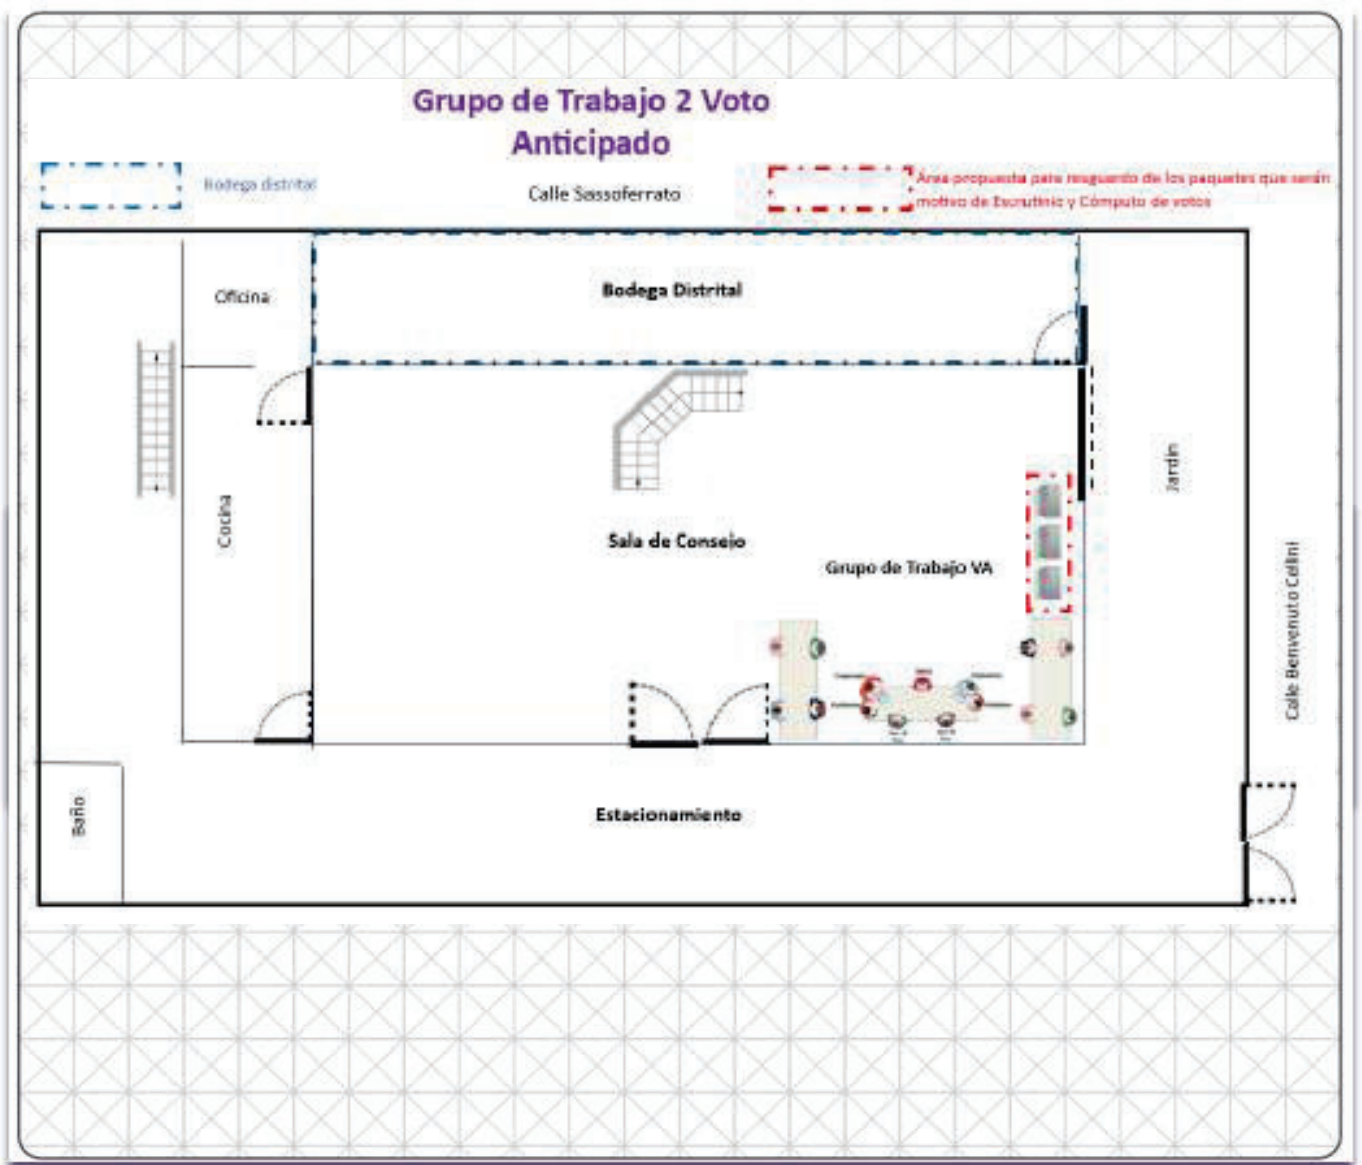 Grupo de Trabajo 2 Voto
Anticipado
Bodega distrital
Calle Sassoferrato
Área propuesta para resguardo de los paquetes que serán
motivo de Escrutinio y Cómputo de votos
Oficina
Bodega Distrital
Cocina
Sala de Consejo
Grupo de Trabajo VA
Jardín
Calle Benvenuto Cellini
Baño
Estacionamiento